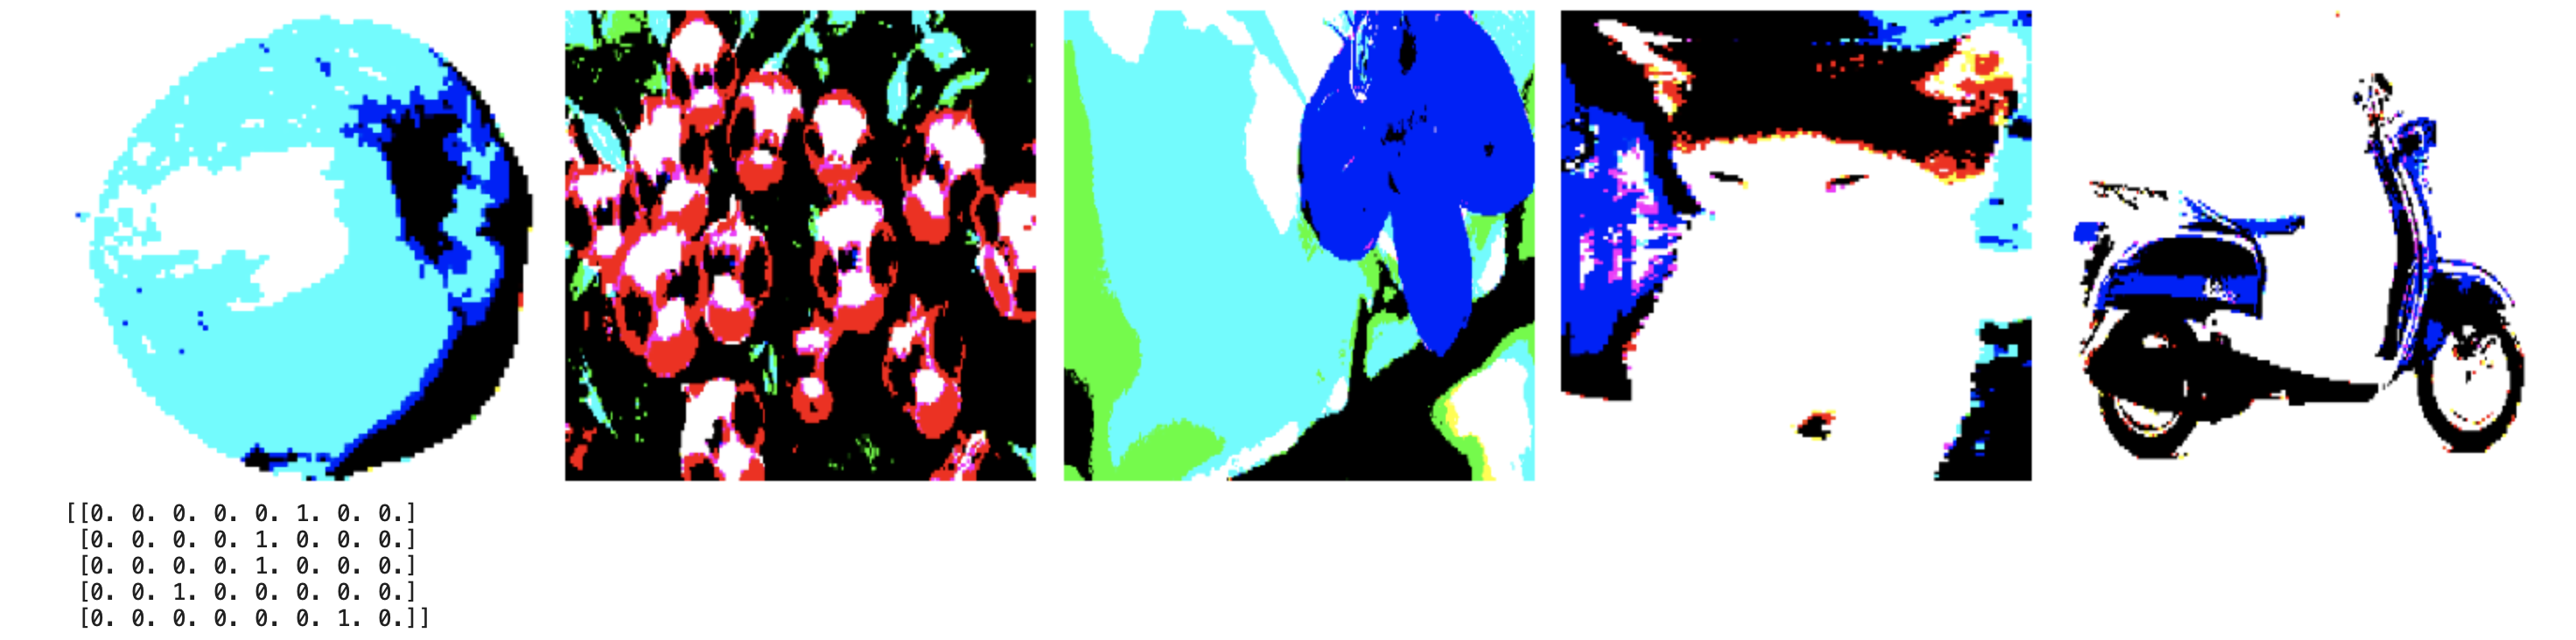 [[0. 0. 0. 0. 0. 1. 0. 0.]
[0. 0. 0. 0. 1. 0. 0. 0.]
[0. 0. 0. 0. 1. 0. 0. 0.]
[0. 0. 1. 0. 0. 0. 0. 0.]
[0. 0. 0. 0. 0. 0. 1. 0.]]